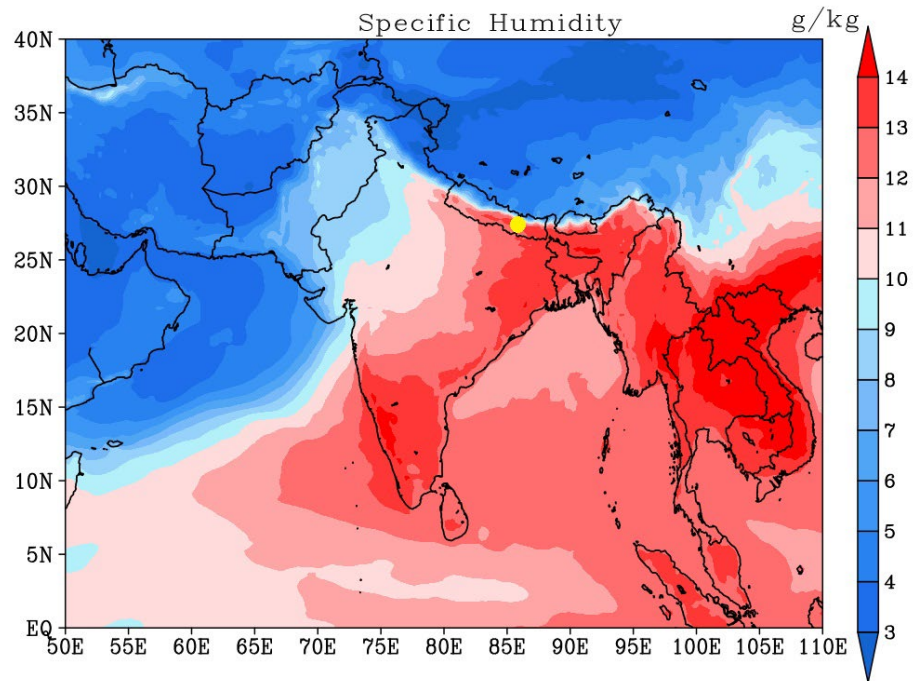 Specific Humidity
g/kg
40N
35N
30N
25N
20N
15N
10N
5N
EQ
50E 55E 60E 65E 70E 75E 80E 85E 90E 95E 100E 105E 110E
14
13
12
11
10
9
8
7
6
5
4
3